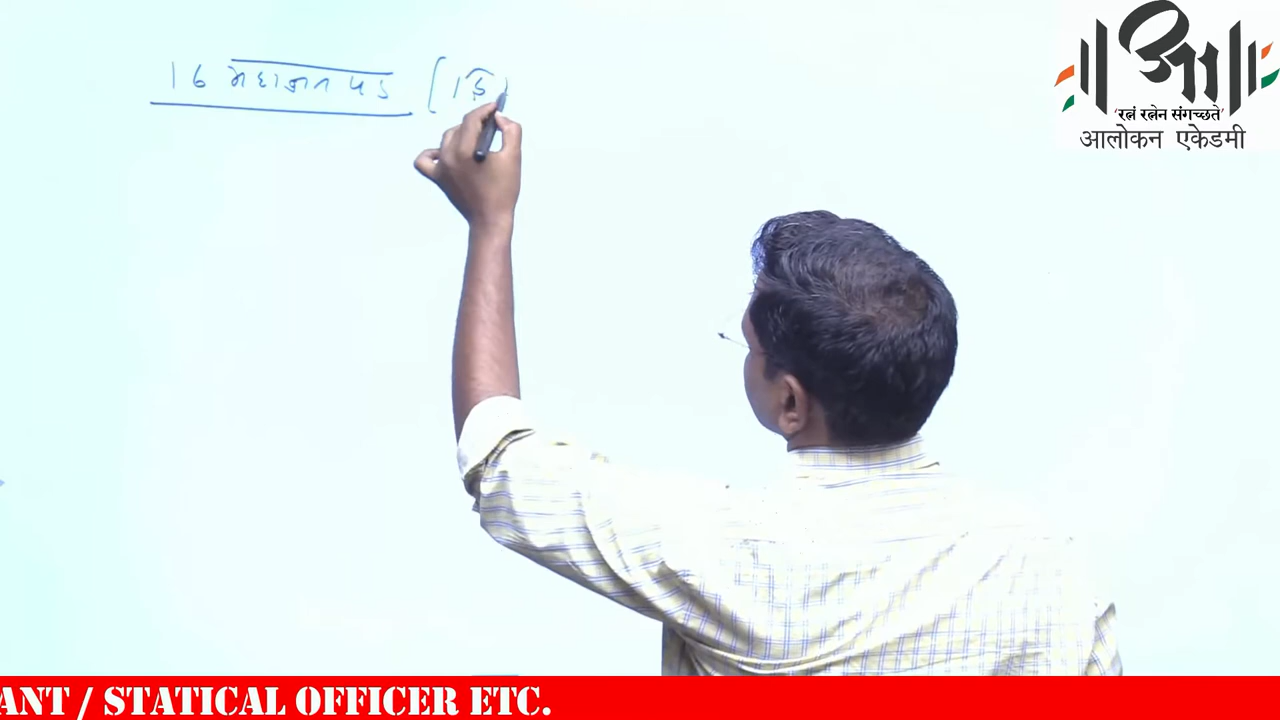 16 महाजनपद
'रत्नं रत्नेन संगच्छते'
आलोकन एकेडमी
ANT / STATICAL OFFICER ETC.